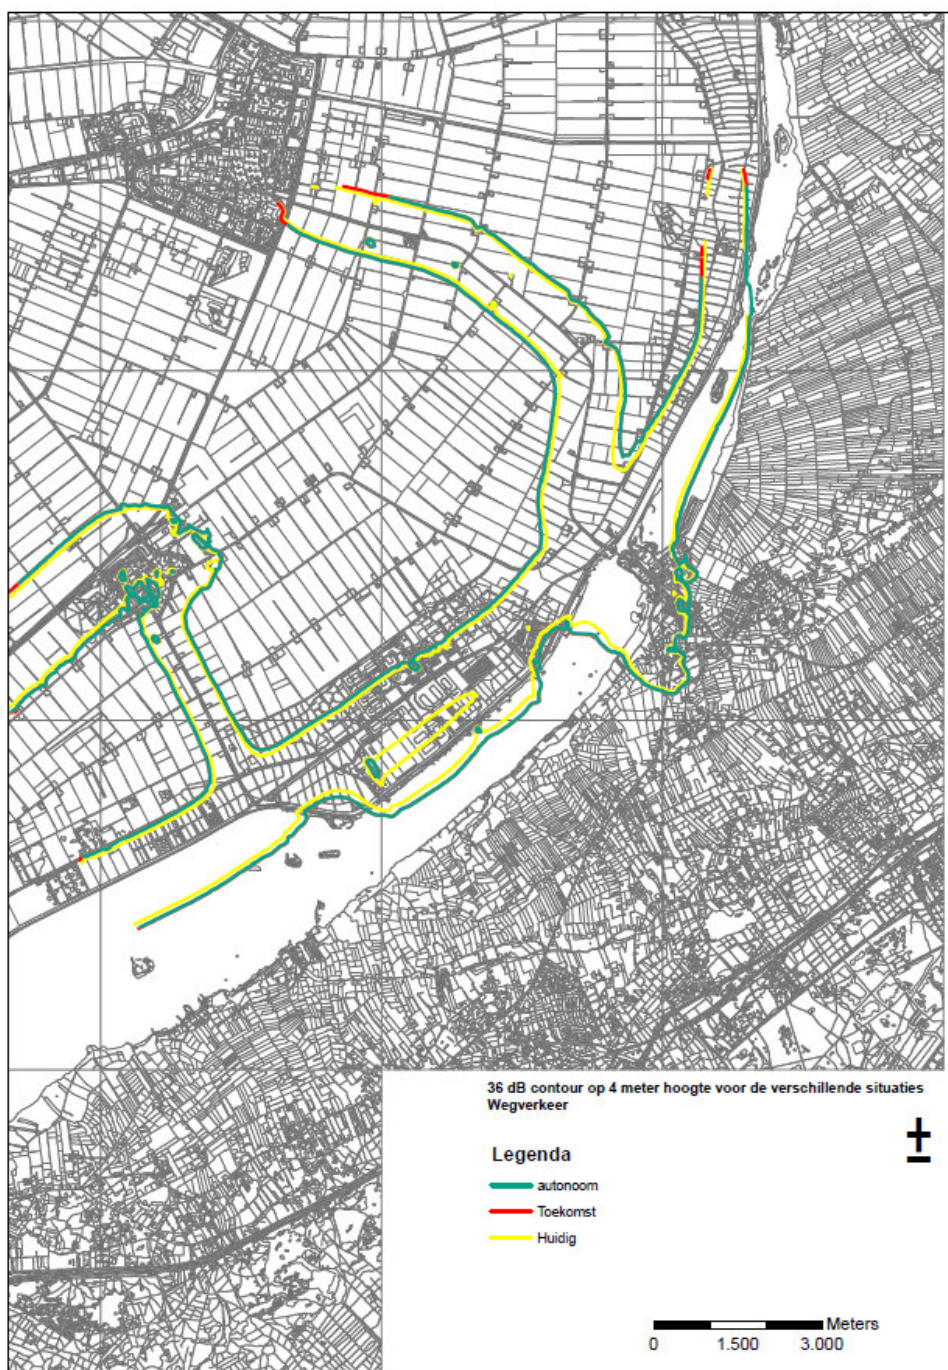 36 dB contour op 4 meter hoogte voor de verschillende situaties
Wegverkeer
Legenda
autonoom
Toekomst
Huidig
Meters
0 1.500 3.000